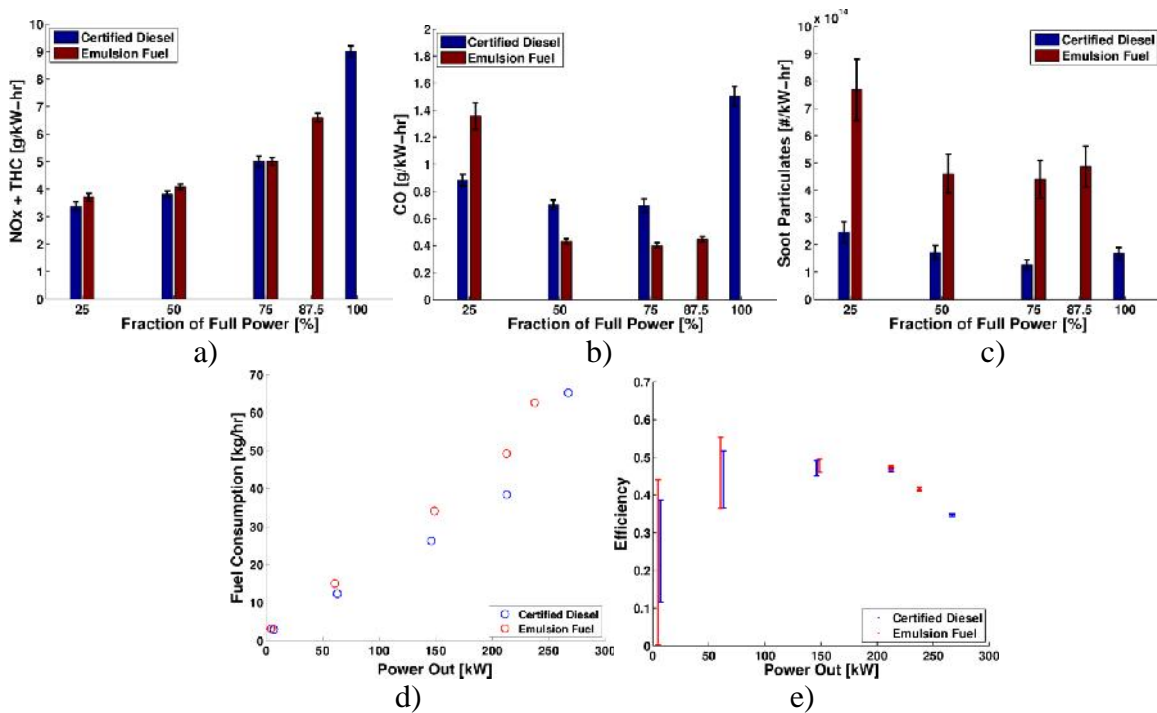 Certified Diesel
Emulsion Fuel
NOx + THC [g/kW−hr]
10
9
8
7
6
5
4
3
2
1
0
25 50 75 87.5 100
Fraction of Full Power [%]
a)
Certified Diesel
Emulsion Fuel
CO [g/kW−hr]
2
1.8
1.6
1.4
1.2
1
0.8
0.6
0.4
0.2
0
25 50 75 87.5 100
Fraction of Full Power [%]
b)
x 10^14
Certified Diesel
Emulsion Fuel
Soot Particulates [#/kW−hr]
10
9
8
7
6
5
4
3
2
1
0
25 50 75 87.5 100
Fraction of Full Power [%]
c)
Fuel Consumption [kg/hr]
70
60
50
40
30
20
10
0
Certified Diesel
Emulsion Fuel
0 50 100 150 200 250 300
Power Out [kW]
d)
Efficiency
0.7
0.6
0.5
0.4
0.3
0.2
0.1
0
Certified Diesel
Emulsion Fuel
0 50 100 150 200 250 300
Power Out [kW]
e)